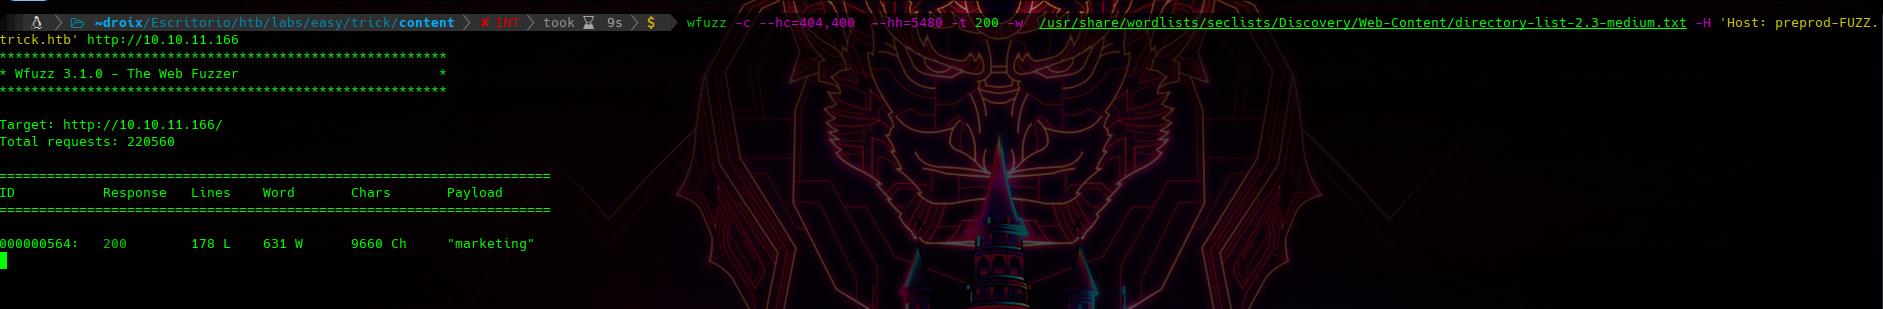 ~droix/Escritorio/htb/labs/easy/trick/content ✘ INT took ⌛ 9s $ wfuzz -c --hc=404,400  --hh=5480 -t 200 -w  /usr/share/wordlists/seclists/Discovery/Web-Content/directory-list-2.3-medium.txt -H 'Host: preprod-FUZZ.
trick.htb' http://10.10.11.166
********************************************************
* Wfuzz 3.1.0 - The Web Fuzzer                         *
********************************************************
Target: http://10.10.11.166/
Total requests: 220560
=====================================================================
ID           Response   Lines    Word       Chars       Payload
=====================================================================
000000564:   200        178 L    631 W      9660 Ch     "marketing"